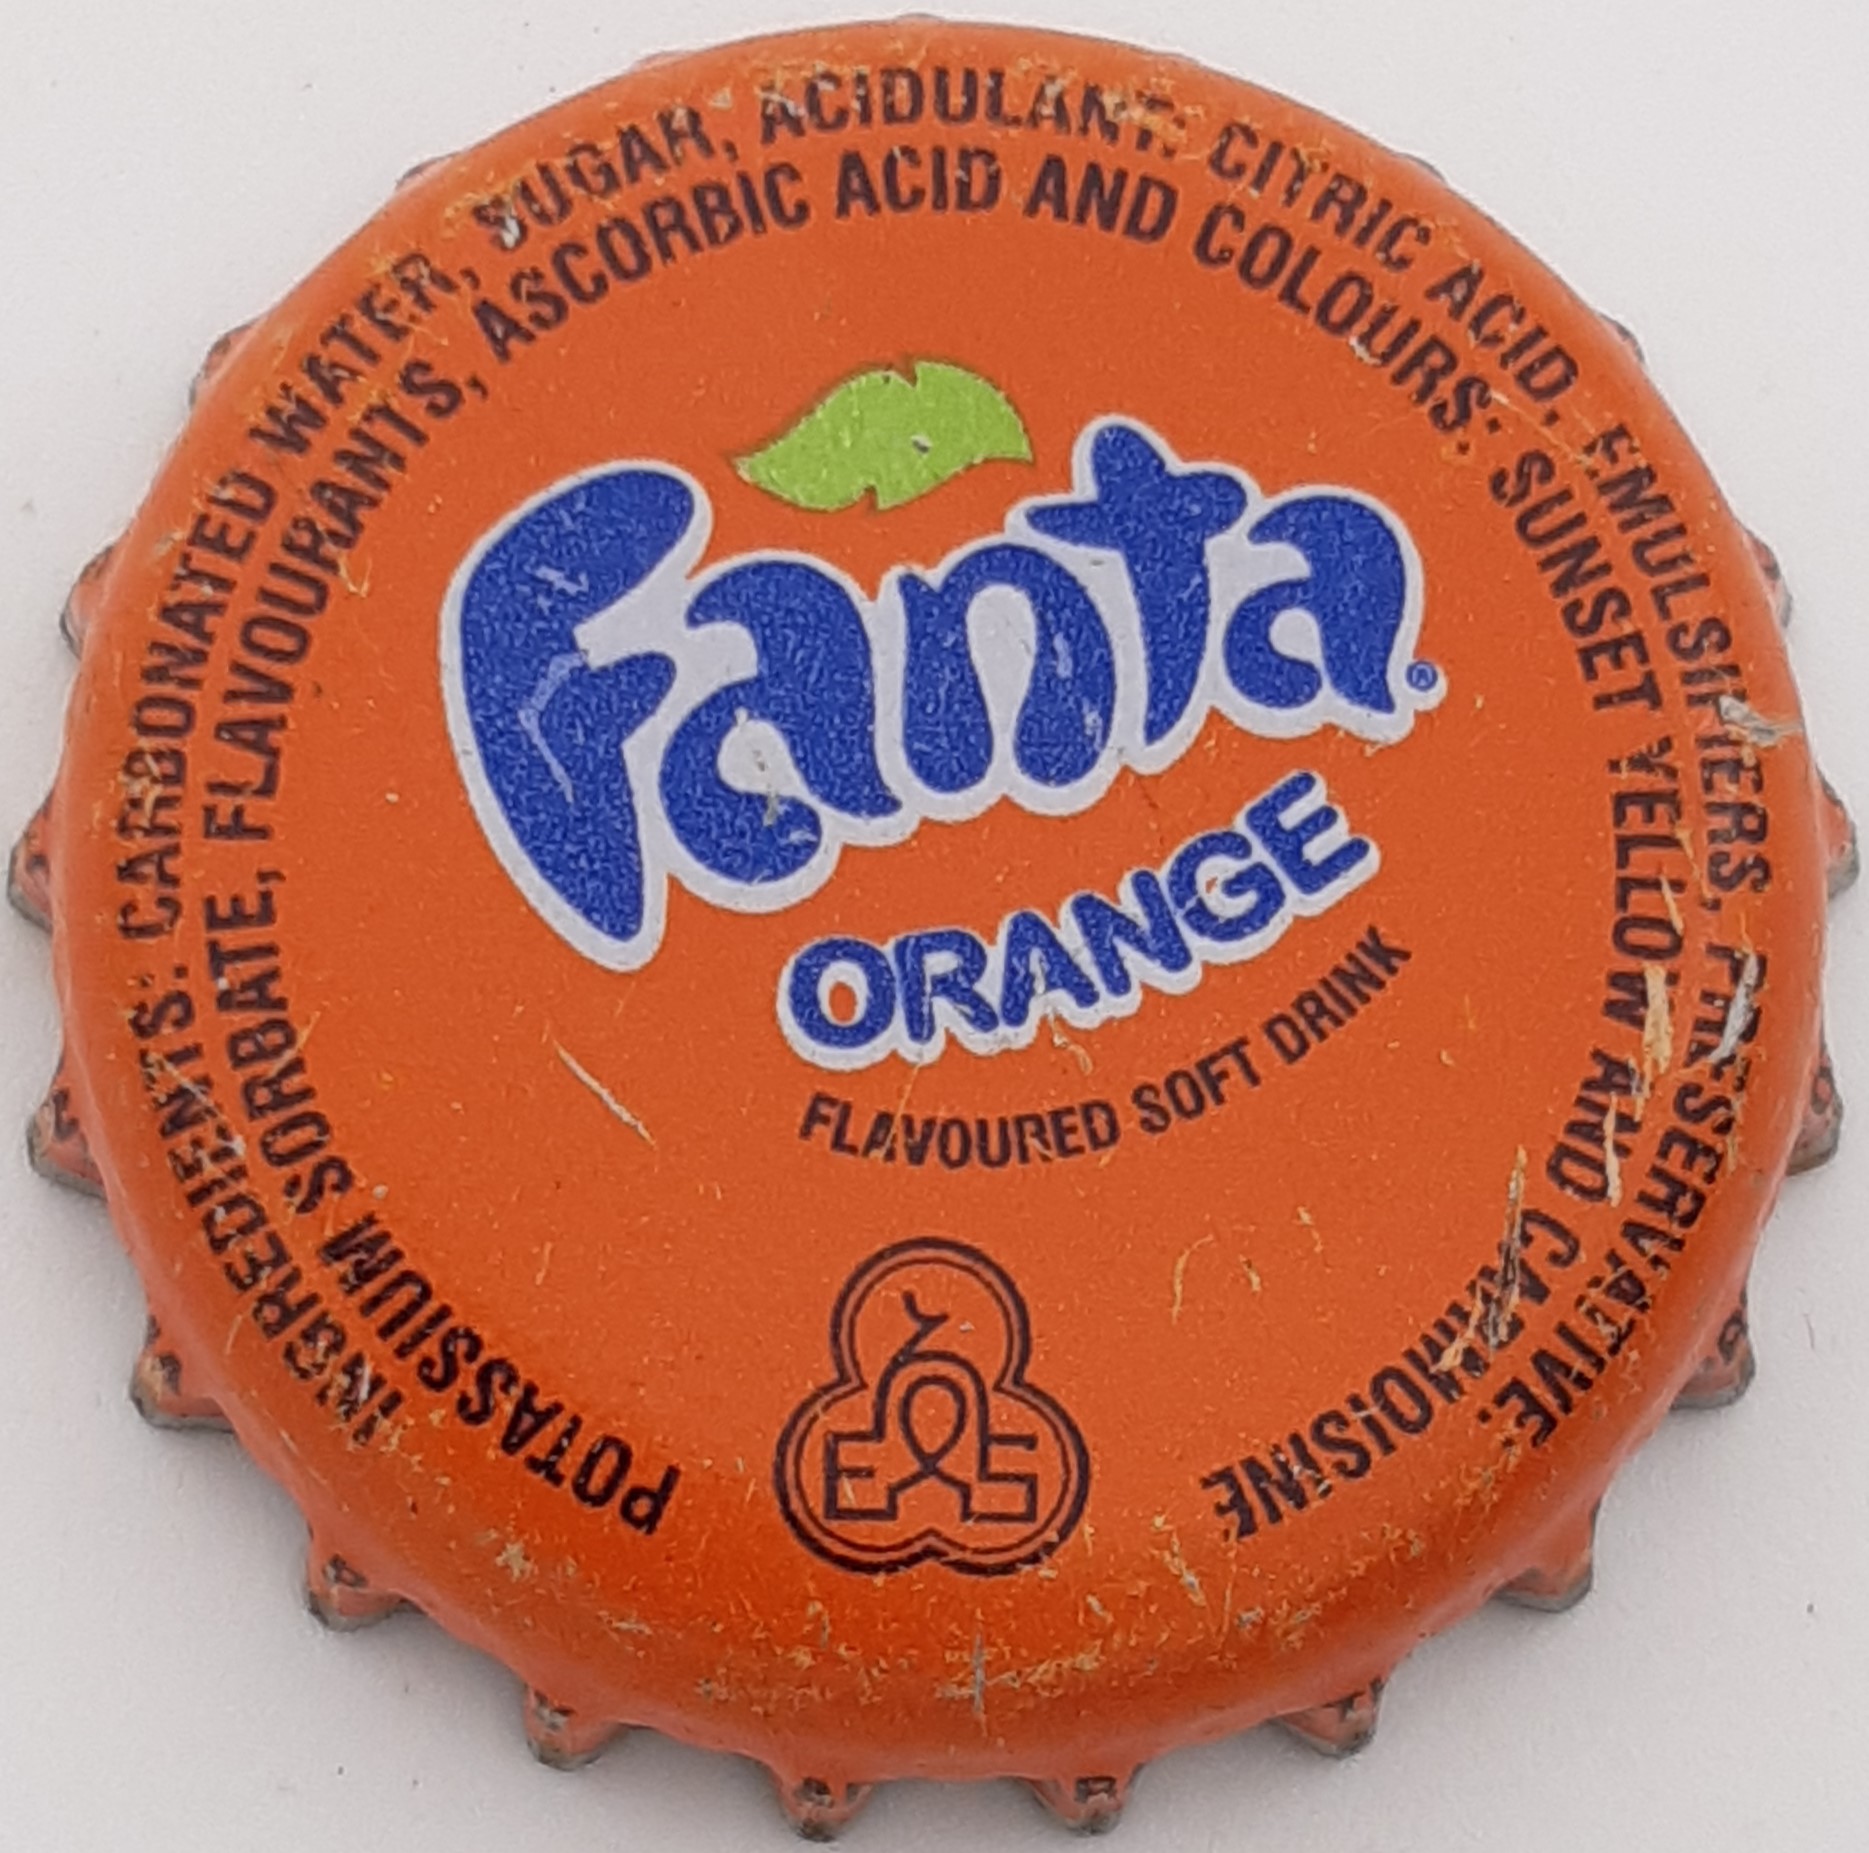 INGREDIENTS: CARBONATED WATER, SUGAR, ACIDULANT: CITRIC ACID, EMULSIFIERS, PRESERVATIVE:
POTASSIUM SORBATE, FLAVOURANTS, ASCORBIC ACID AND COLOURS: SUNSET YELLOW AND CARMOISINE
Fanta®
ORANGE
FLAVOURED SOFT DRINK